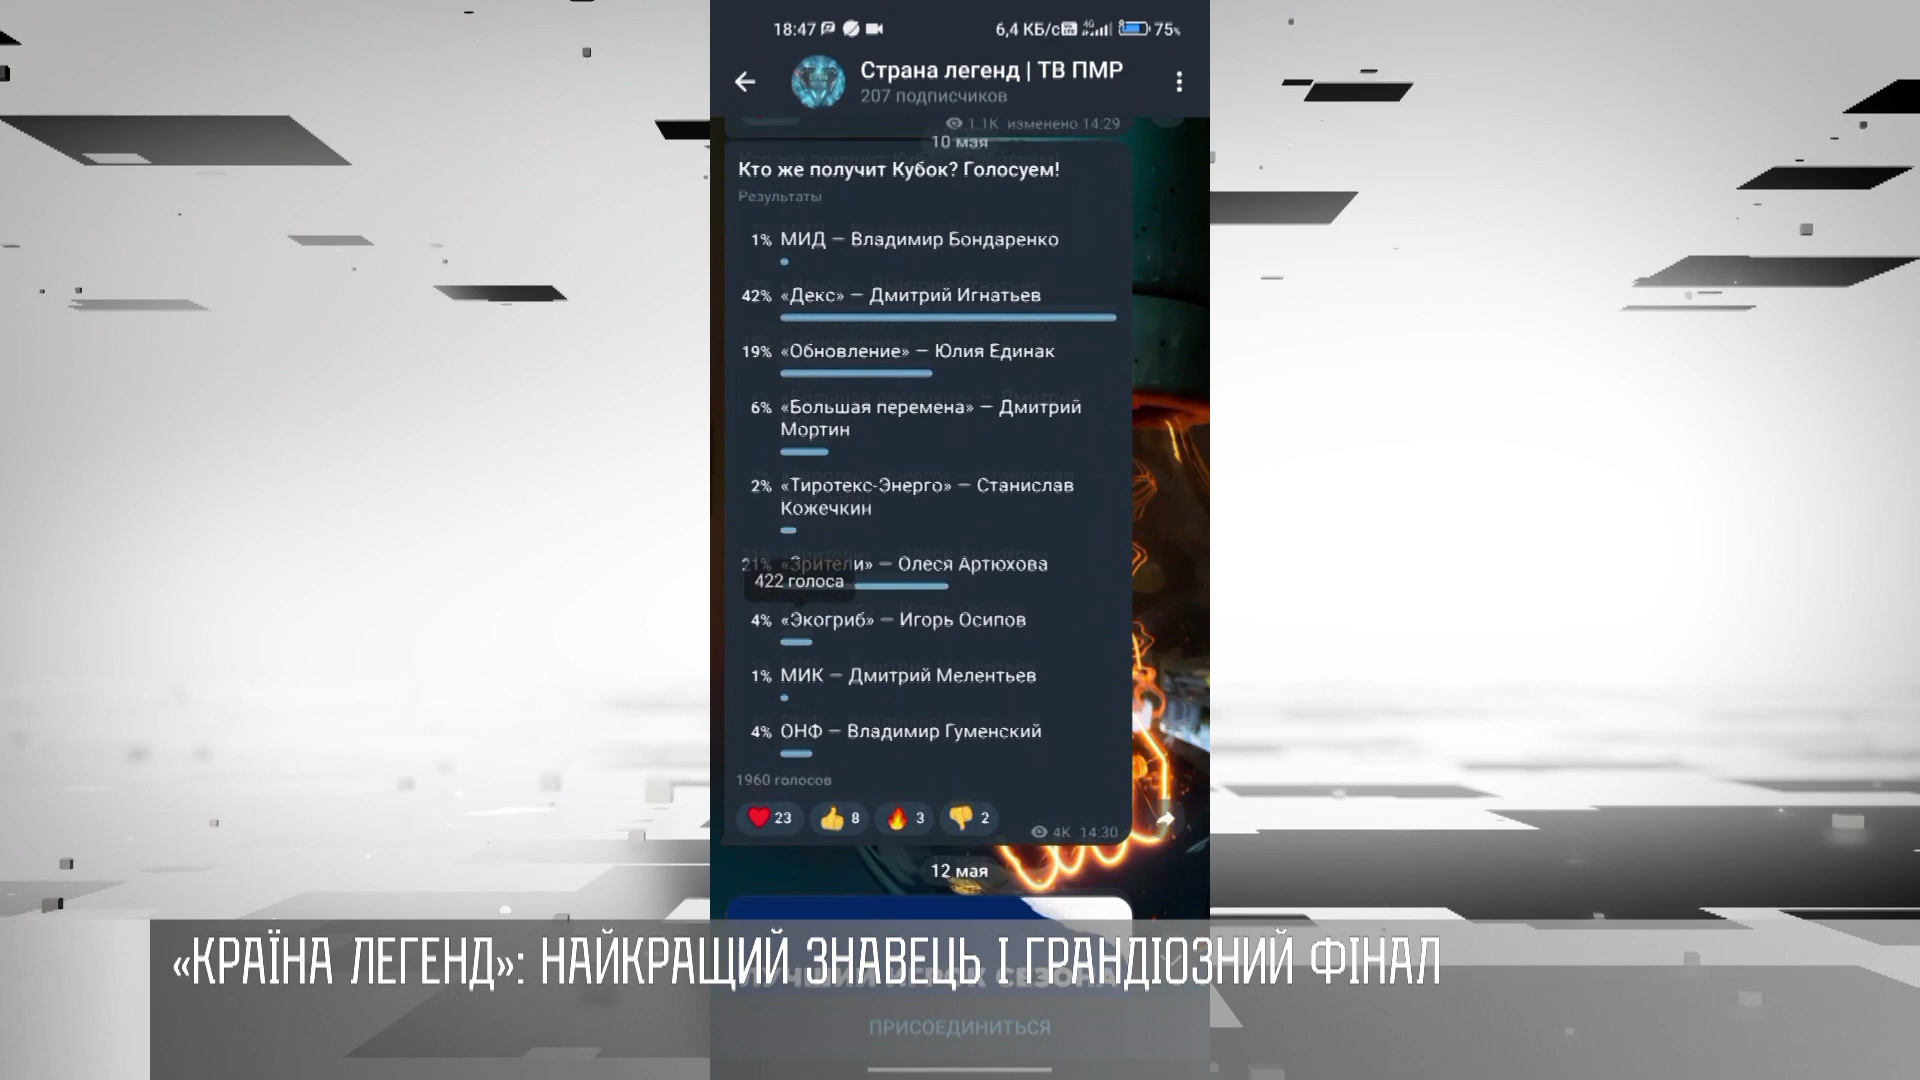 18:47
6,4 КБ/с
4G
75%
Страна легенд | ТВ ПМР
207 подписчиков
1.1K изменено 14:29
10 мая
Кто же получит Кубок? Голосуем!
Результаты
1% МИД — Владимир Бондаренко
42% «Декс» — Дмитрий Игнатьев
19% «Обновление» — Юлия Единак
6% «Большая перемена» — Дмитрий
Мортин
2% «Тиротекс-Энерго» — Станислав
Кожечкин
21% «Зрители» — Олеся Артюхова
422 голоса
4% «Экогриб» — Игорь Осипов
1% МИК — Дмитрий Мелентьев
4% ОНФ — Владимир Гуменский
1960 голосов
23 8 3 2
4K 14:30
12 мая
«КРАЇНА ЛЕГЕНД»: НАЙКРАЩИЙ ЗНАВЕЦЬ І ГРАНДІОЗНИЙ ФІНАЛ
ЛУЧШИЙ ИГРОК СЕЗОНА
ПРИСОЕДИНИТЬСЯ